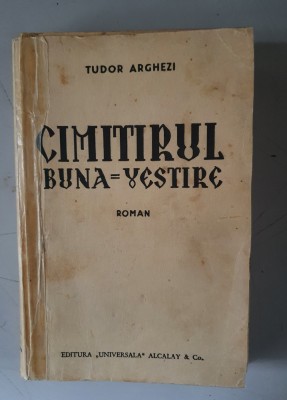 TUDOR ARGHEZI
CIMITIRUL
BUNA=VESTIRE
ROMAN
EDITURA „UNIVERSALA" ALCALAY & Co.